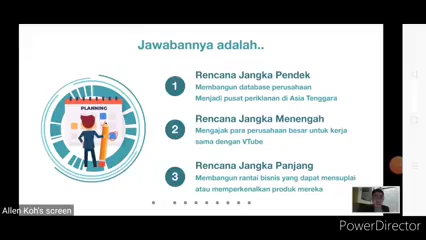 Jawabannya adalah..
PLANNING
1
Rencana Jangka Pendek
Membangun database perusahaan
Menjadi pusat periklanan di Asia Tenggara
2
Rencana Jangka Menengah
Mengajak para perusahaan besar untuk kerja
sama dengan VTube
3
Rencana Jangka Panjang
Membangun rantai bisnis yang dapat mensuplai
atau memperkenalkan produk mereka
Allen Koh's screen
PowerDirector